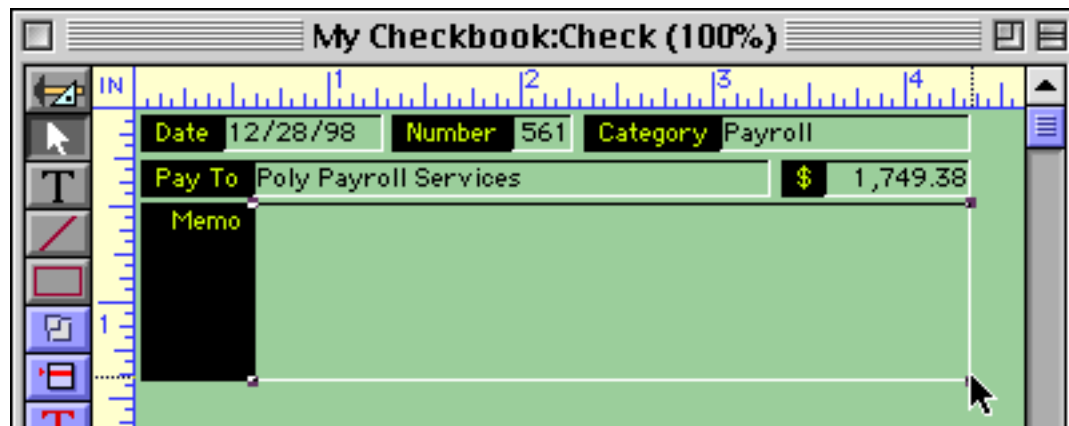 My Checkbook:Check (100%)
IN 1 2 3 4
Date 12/28/98 Number 561 Category Payroll
T
Pay To Poly Payroll Services $ 1,749.38
Memo
1
T